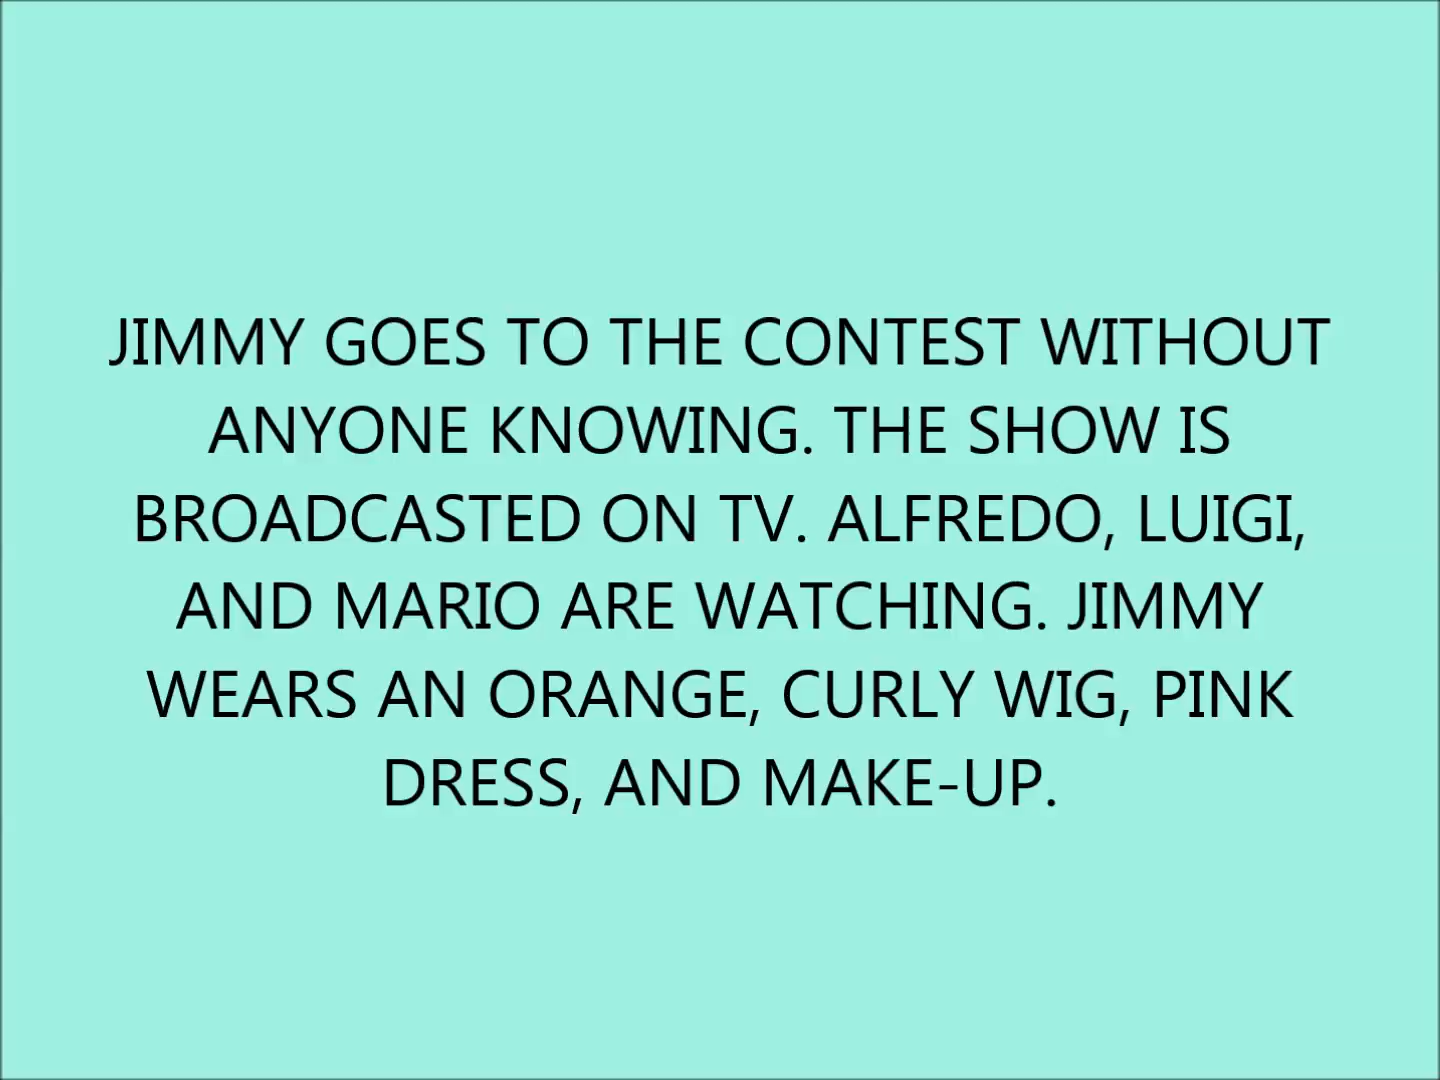 JIMMY GOES TO THE CONTEST WITHOUT
ANYONE KNOWING. THE SHOW IS
BROADCASTED ON TV. ALFREDO, LUIGI,
AND MARIO ARE WATCHING. JIMMY
WEARS AN ORANGE, CURLY WIG, PINK
DRESS, AND MAKE-UP.